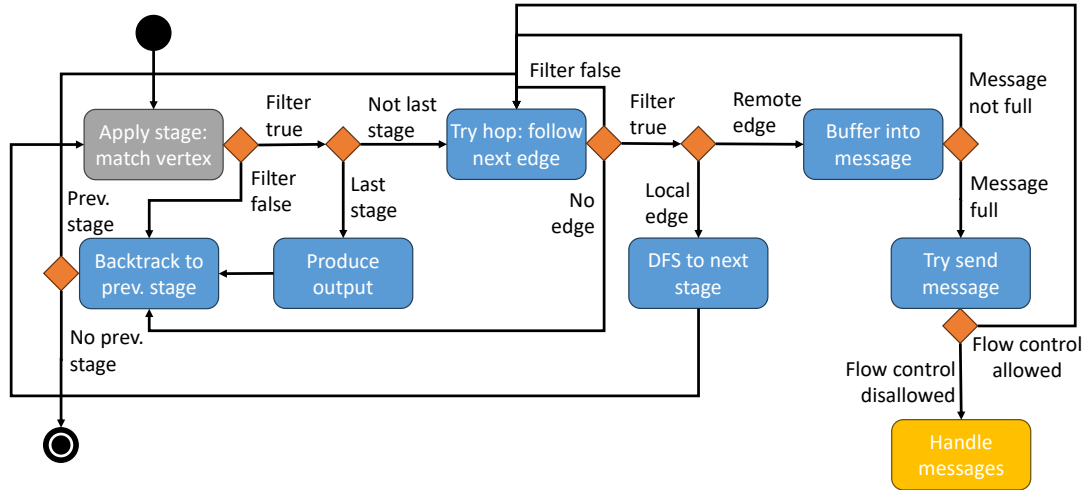 Apply stage:
match vertex
Filter
true
Not last
stage
Filter false
Try hop: follow
next edge
Filter
true
Remote
edge
Buffer into
message
Message
not full
Prev.
stage
Filter
false
Last
stage
No
edge
Local
edge
Message
full
Backtrack to
prev. stage
Produce
output
DFS to next
stage
Try send
message
No prev.
stage
Flow control
allowed
Flow control
disallowed
Handle
messages